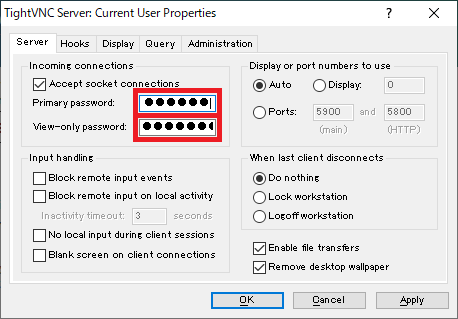 TightVNC Server: Current User Properties
Server Hooks Display Query Administration
Incoming connections
Accept socket connections
Primary password: ●●●●●●
View-only password: ●●●●●●●
Input handling
Block remote input events
Block remote input on local activity
Inactivity timeout: 3 seconds
No local input during client sessions
Blank screen on client connections
Display or port numbers to use
Auto Display: 0
Ports: 5900 and 5800
(main) (HTTP)
When last client disconnects
Do nothing
Lock workstation
Logoff workstation
Enable file transfers
Remove desktop wallpaper
OK Cancel Apply